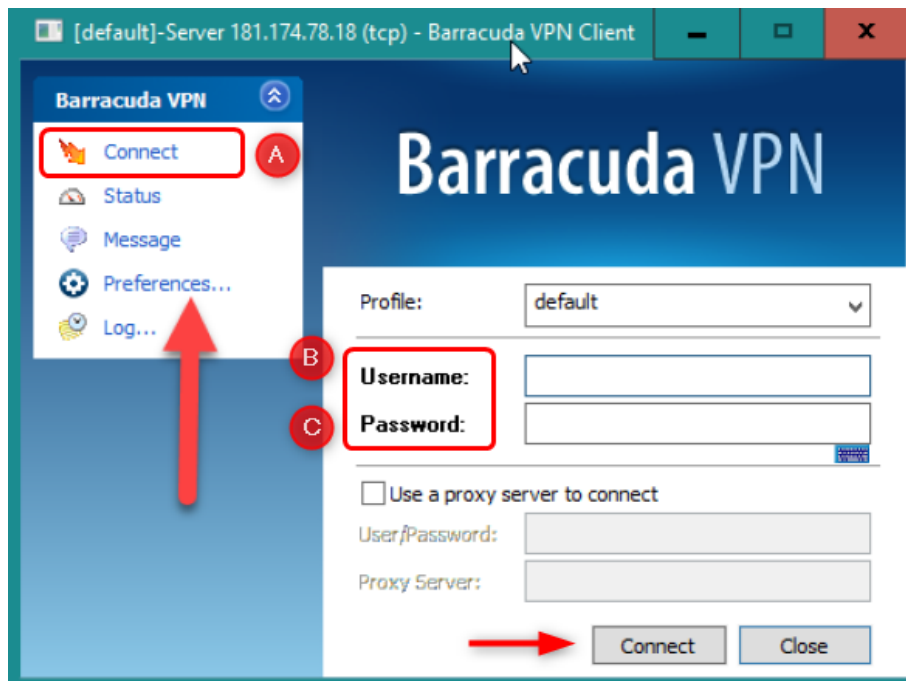 [default]-Server 181.174.78.18 (tcp) - Barracuda VPN Client
Barracuda VPN
Connect
A
Status
Message
Preferences...
Log...
Barracuda VPN
Profile:
default
B
Username:
C
Password:
Use a proxy server to connect
User/Password:
Proxy Server:
Connect
Close